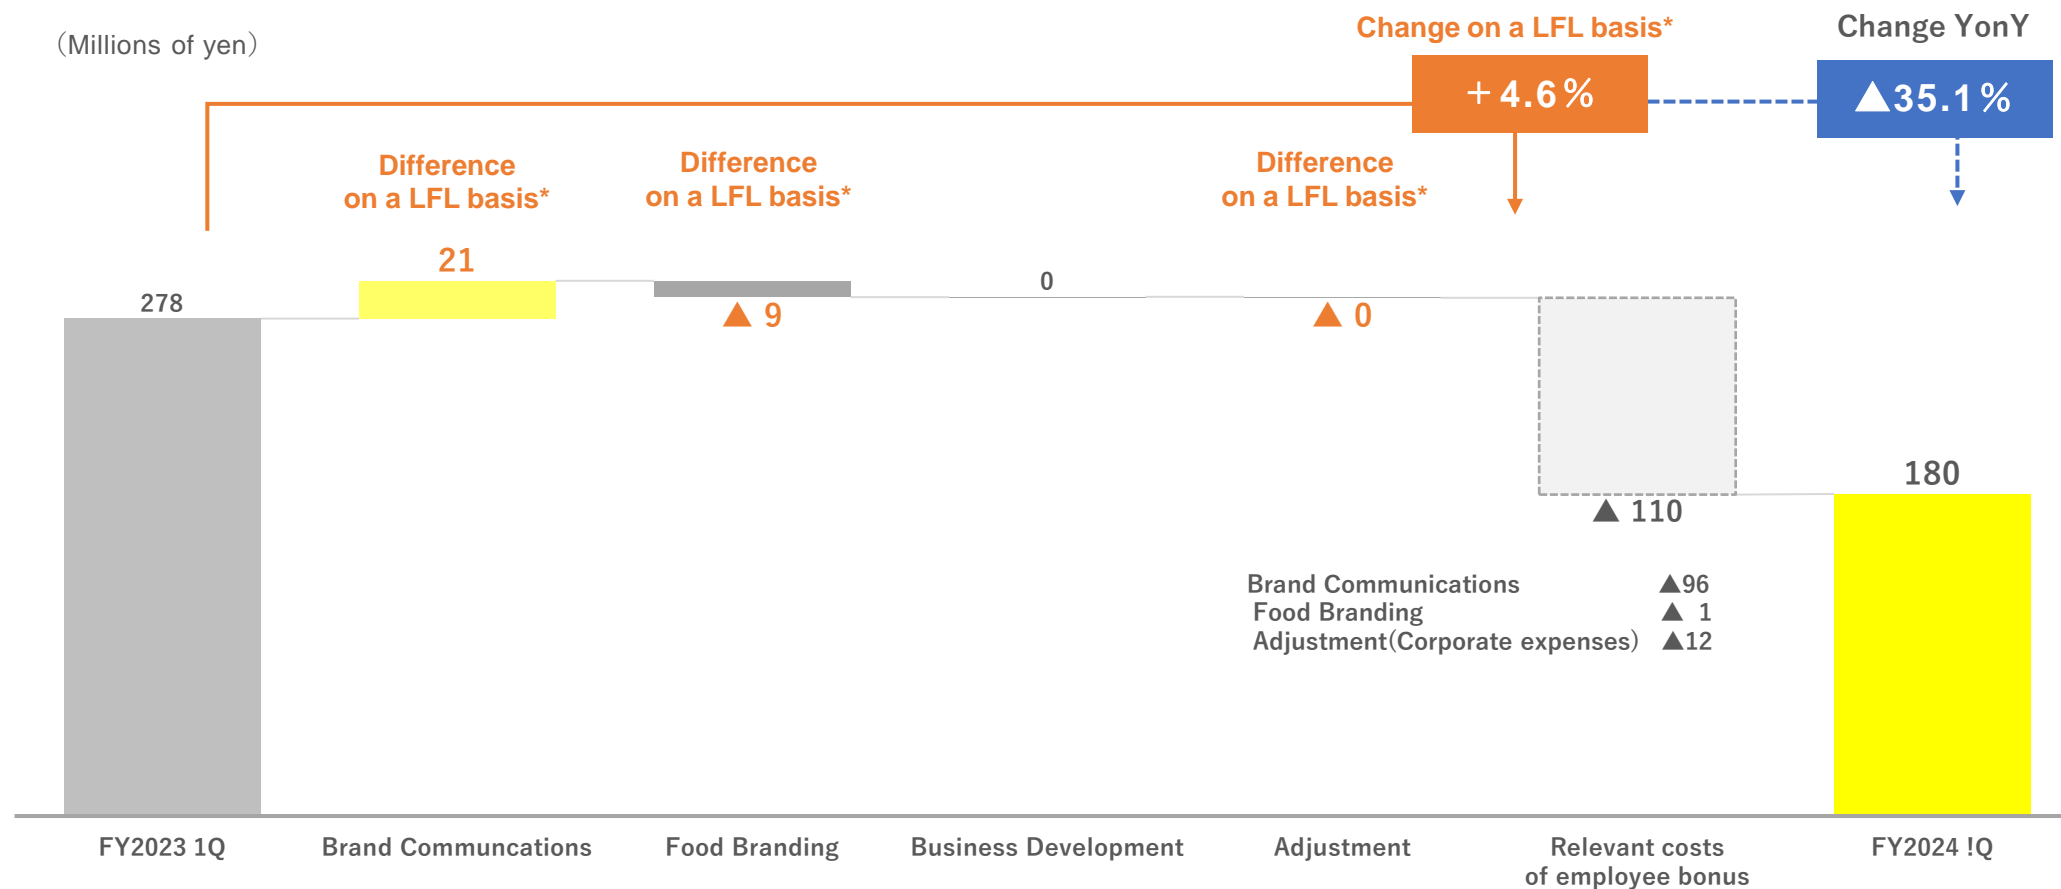 （Millions of yen）
Change on a LFL basis*
Change YonY
＋4.6％
▲35.1％
Difference
on a LFL basis*
Difference
on a LFL basis*
Difference
on a LFL basis*
278
21
▲ 9
0
▲ 0
▲ 110
180
Brand Communications ▲96
Food Branding ▲ 1
Adjustment(Corporate expenses) ▲12
FY2023 1Q
Brand Communcations
Food Branding
Business Development
Adjustment
Relevant costs
of employee bonus
FY2024 !Q